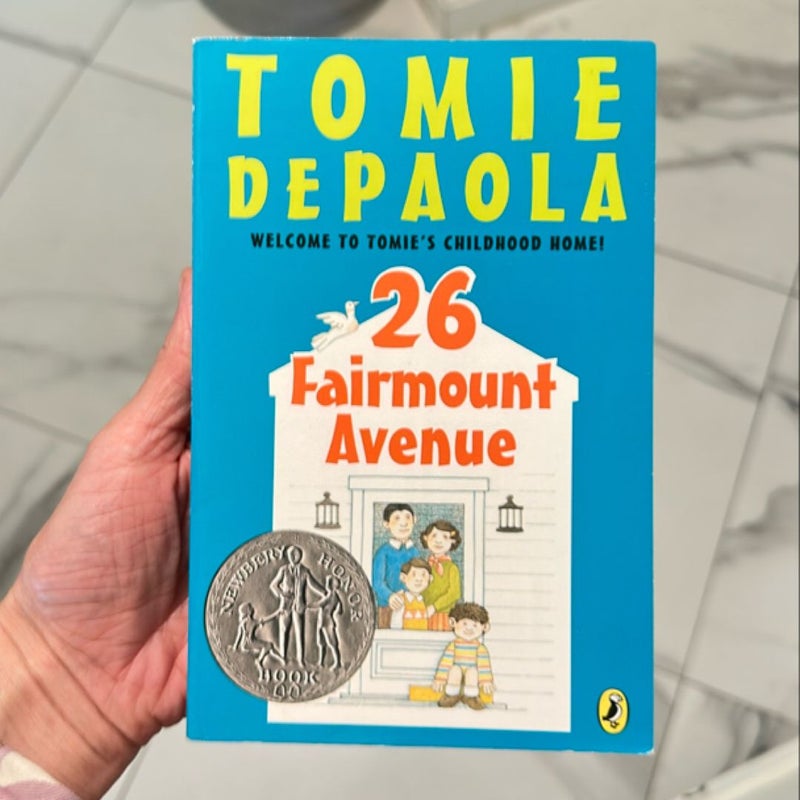 TOMIE
DEPAOLA
WELCOME TO TOMIE'S CHILDHOOD HOME!
26
Fairmount
Avenue
NEWBERY HONOR
BOOK